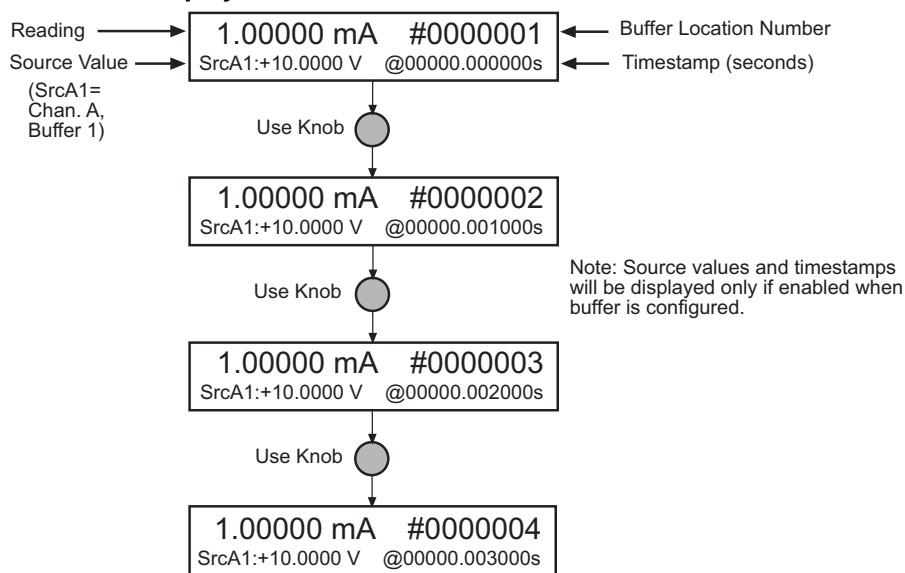 Reading
1.00000 mA #0000001
Buffer Location Number
Source Value
SrcA1:+10.0000 V @00000.000000s
Timestamp (seconds)
(SrcA1=
Chan. A,
Buffer 1)
Use Knob
1.00000 mA #0000002
SrcA1:+10.0000 V @00000.001000s
Use Knob
Note: Source values and timestamps
will be displayed only if enabled when
buffer is configured.
1.00000 mA #0000003
SrcA1:+10.0000 V @00000.002000s
Use Knob
1.00000 mA #0000004
SrcA1:+10.0000 V @00000.003000s